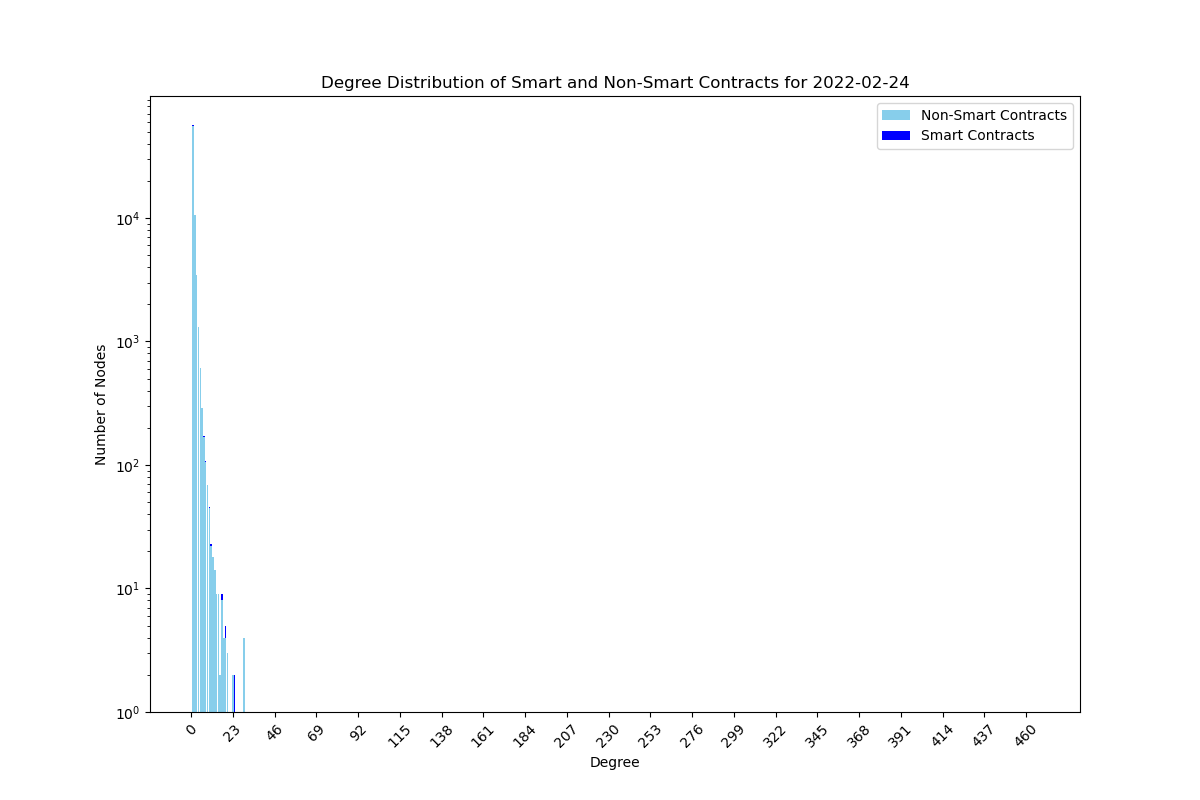 Degree Distribution of Smart and Non-Smart Contracts for 2022-02-24
Non-Smart Contracts
Smart Contracts
10^4
10^3
10^2
10^1
10^0
Number of Nodes
0 23 46 69 92 115 138 161 184 207 230 253 276 299 322 345 368 391 414 437 460
Degree